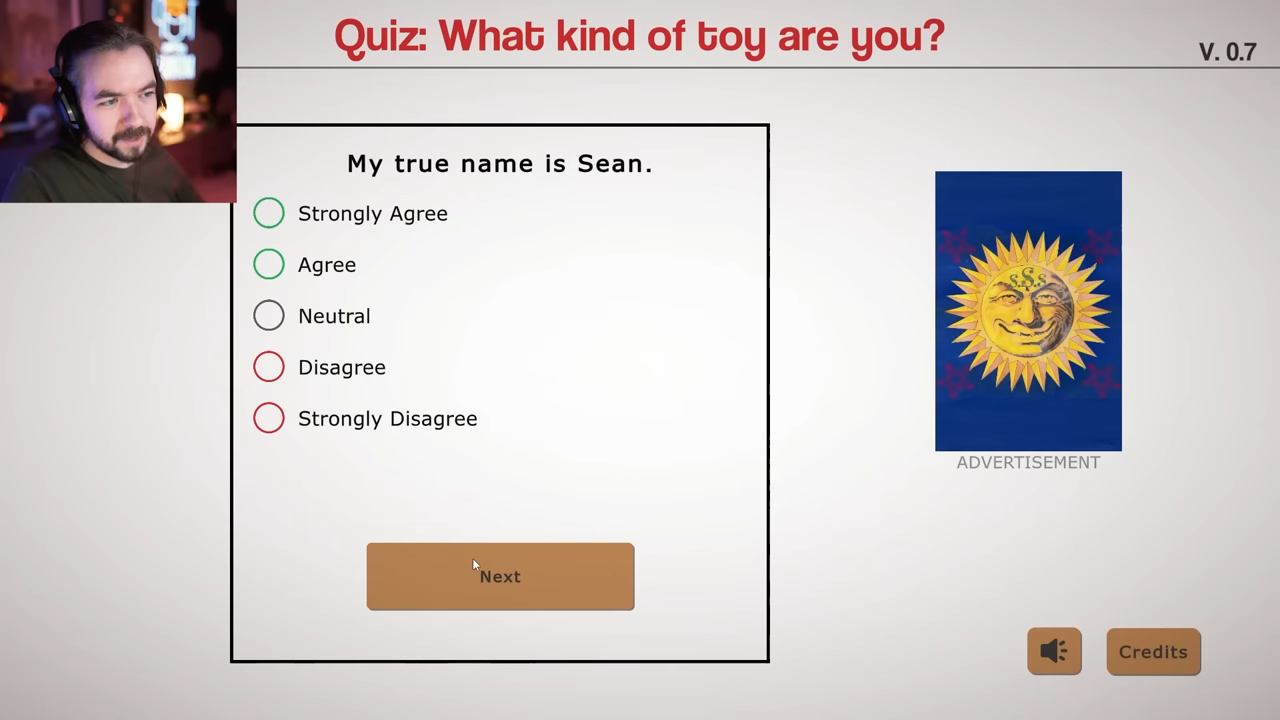 Quiz: What kind of toy are you?
V. 0.7
My true name is Sean.
Strongly Agree
Agree
Neutral
Disagree
Strongly Disagree
Next
ADVERTISEMENT
Credits